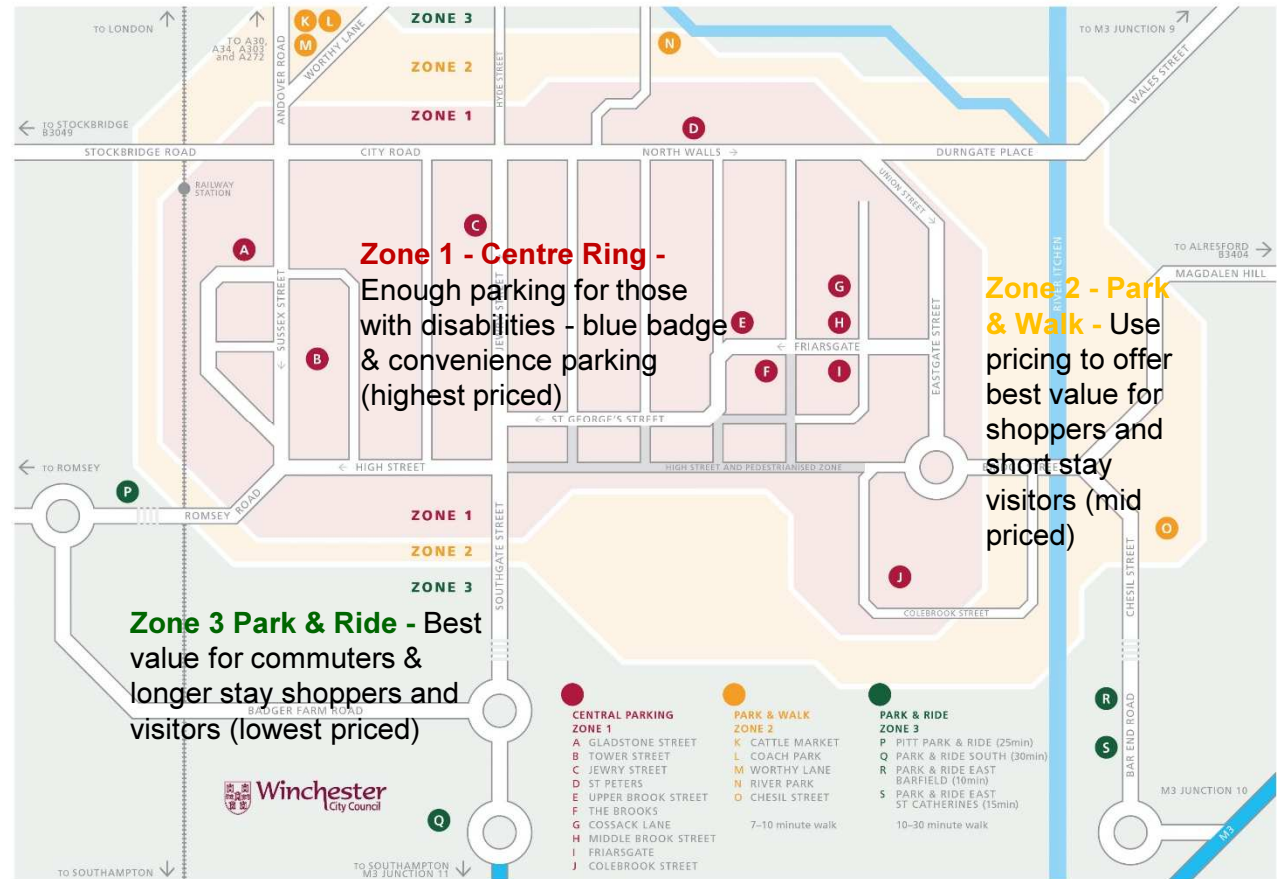 TO LONDON
TO A30,
A34, A303
and A272
K L
M
ANDOVER ROAD
WORTHY LANE
ZONE 3
HYDE STREET
N
TO M3 JUNCTION 9
WALES STREET
ZONE 2
ZONE 1
D
TO STOCKBRIDGE
B3049
STOCKBRIDGE ROAD
CITY ROAD
NORTH WALLS
DURNGATE PLACE
RAILWAY
STATION
UNION STREET
A
C
TO ALRESFORD
B3404
MAGDALEN HILL
RIVER ITCHEN
Zone 1 - Centre Ring -
Enough parking for those
with disabilities - blue badge
& convenience parking
(highest priced)
SUSSEX STREET
JEWRY STREET
B
G
E
H
FRIARSGATE
F
I
EASTGATE STREET
Zone 2 - Park
& Walk - Use
pricing to offer
best value for
shoppers and
short stay
visitors (mid
priced)
ST GEORGE'S STREET
TO ROMSEY
HIGH STREET
HIGH STREET AND PEDESTRIANISED ZONE
P
ROMSEY ROAD
ZONE 1
ZONE 2
ZONE 3
SOUTHGATE STREET
O
J
COLEBROOK STREET
CHESIL STREET
Zone 3 Park & Ride - Best
value for commuters &
longer stay shoppers and
visitors (lowest priced)
BADGER FARM ROAD
Winchester
City Council
Q
TO SOUTHAMPTON
TO SOUTHAMPTON
M3 JUNCTION 11
CENTRAL PARKING
ZONE 1
A GLADSTONE STREET
B TOWER STREET
C JEWRY STREET
D ST PETERS
E UPPER BROOK STREET
F THE BROOKS
G COSSACK LANE
H MIDDLE BROOK STREET
I FRIARSGATE
J COLEBROOK STREET
PARK & WALK
ZONE 2
K CATTLE MARKET
L COACH PARK
M WORTHY LANE
N RIVER PARK
O CHESIL STREET
7–10 minute walk
PARK & RIDE
ZONE 3
P PITT PARK & RIDE (25min)
Q PARK & RIDE SOUTH (30min)
R PARK & RIDE EAST
BARFIELD (10min)
S PARK & RIDE EAST
ST CATHERINES (15min)
10–30 minute walk
R
S
BAR END ROAD
M3 JUNCTION 10
M3